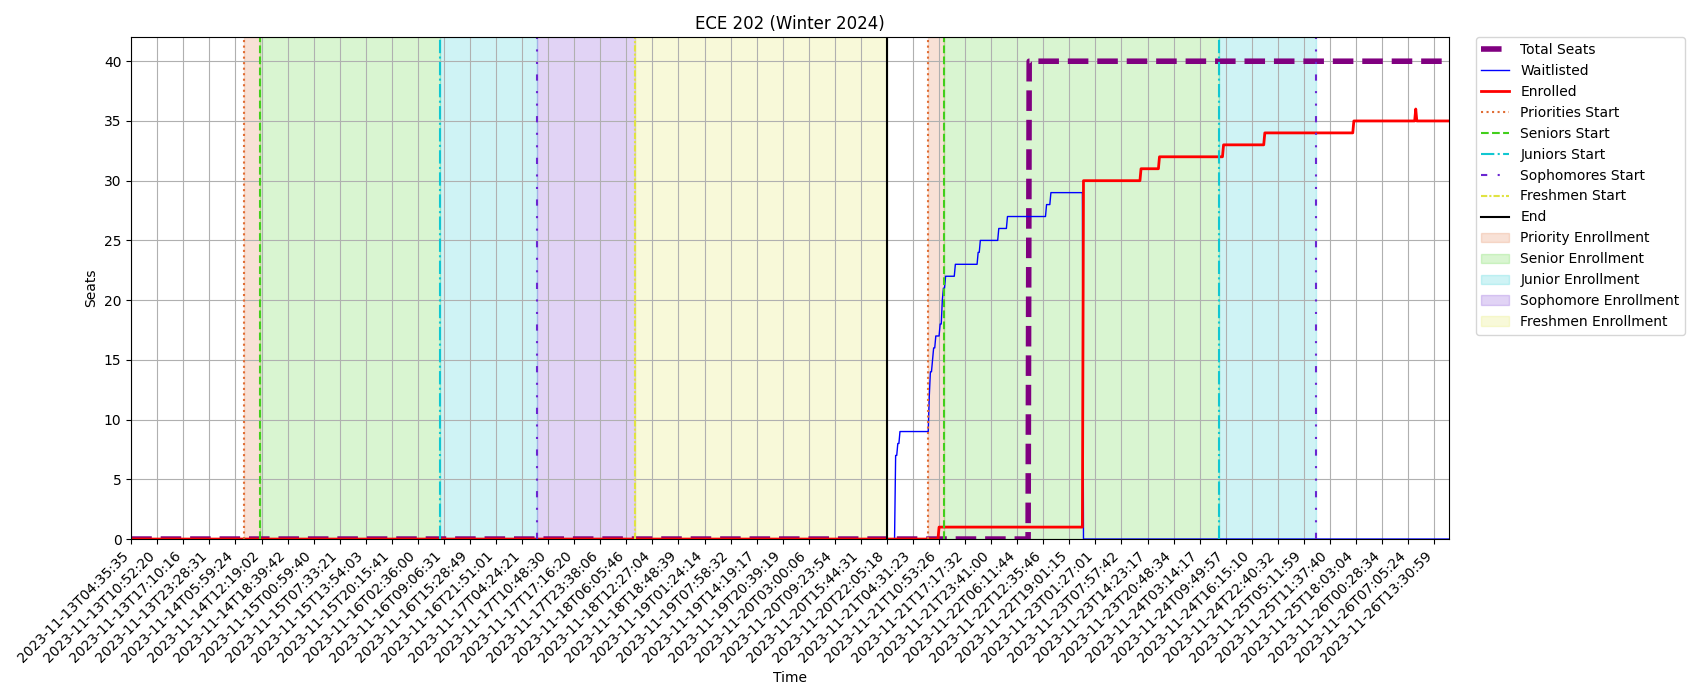 ECE 202 (Winter 2024)
Seats
40
35
30
25
20
15
10
5
0
2023-11-13T04:35:35
2023-11-13T10:52:20
2023-11-13T17:10:16
2023-11-13T23:28:31
2023-11-14T05:59:24
2023-11-14T12:19:02
2023-11-14T18:39:42
2023-11-15T00:59:40
2023-11-15T07:33:21
2023-11-15T13:54:03
2023-11-15T20:15:41
2023-11-16T02:36:00
2023-11-16T09:06:31
2023-11-16T15:28:49
2023-11-16T21:51:01
2023-11-17T04:24:21
2023-11-17T10:48:30
2023-11-17T17:16:20
2023-11-17T23:38:06
2023-11-18T06:05:46
2023-11-18T12:27:04
2023-11-18T18:48:39
2023-11-19T01:24:14
2023-11-19T07:58:32
2023-11-19T14:19:17
2023-11-19T20:39:19
2023-11-20T03:00:06
2023-11-20T09:23:54
2023-11-20T15:44:31
2023-11-20T22:05:18
2023-11-21T04:31:23
2023-11-21T10:53:26
2023-11-21T17:17:32
2023-11-21T23:41:00
2023-11-22T06:11:44
2023-11-22T12:35:46
2023-11-22T19:01:15
2023-11-23T01:27:01
2023-11-23T07:57:42
2023-11-23T14:23:17
2023-11-23T20:48:34
2023-11-24T03:14:17
2023-11-24T09:49:57
2023-11-24T16:15:10
2023-11-24T22:40:32
2023-11-25T05:11:59
2023-11-25T11:37:40
2023-11-25T18:03:04
2023-11-26T00:28:34
2023-11-26T07:05:24
2023-11-26T13:30:59
Time
Total Seats
Waitlisted
Enrolled
Priorities Start
Seniors Start
Juniors Start
Sophomores Start
Freshmen Start
End
Priority Enrollment
Senior Enrollment
Junior Enrollment
Sophomore Enrollment
Freshmen Enrollment